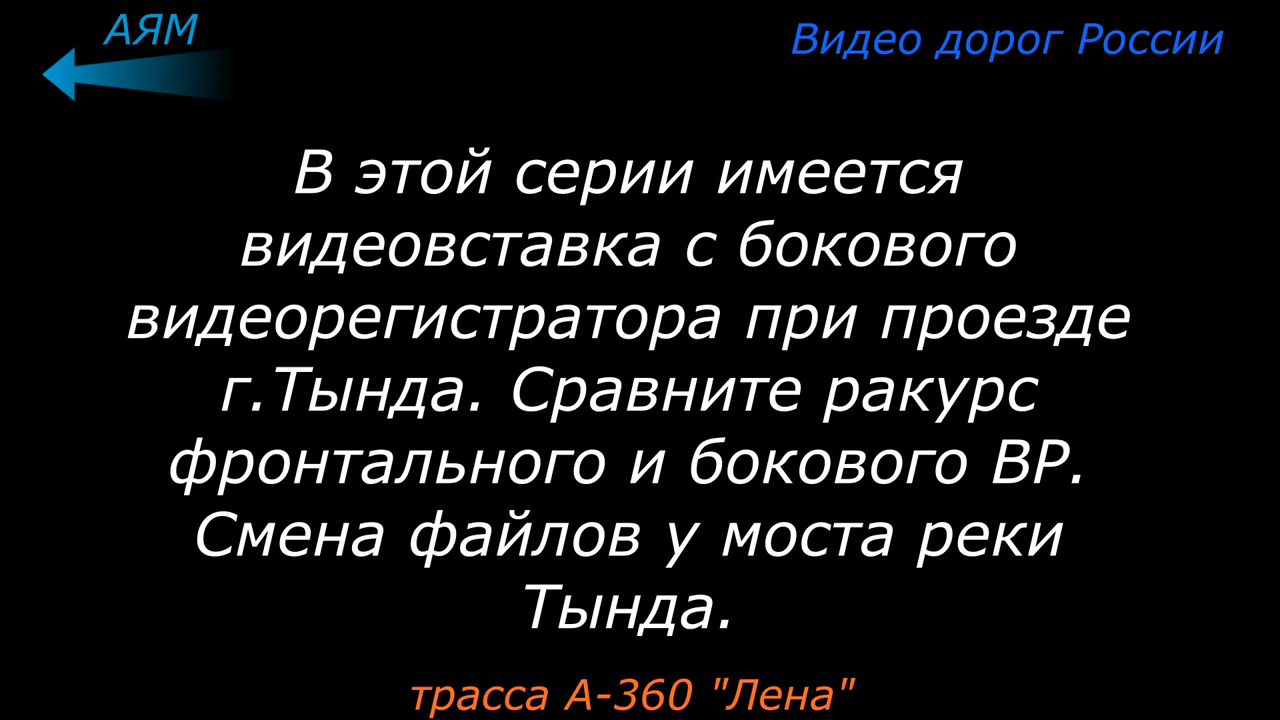 АЯМ
Видео дорог России
В этой серии имеется
видеовставка с бокового
видеорегистратора при проезде
г.Тында. Сравните ракурс
фронтального и бокового ВР.
Смена файлов у моста реки
Тында.
трасса А-360 "Лена"